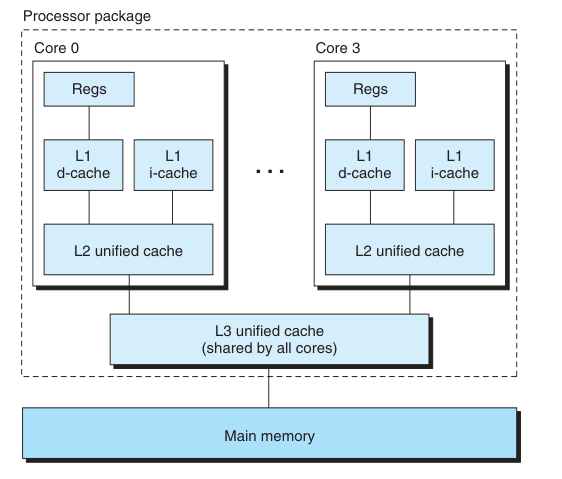 Processor package
Core 0
Core 3
Regs
Regs
L1
d-cache
L1
i-cache
. . .
L1
d-cache
L1
i-cache
L2 unified cache
L2 unified cache
L3 unified cache
(shared by all cores)
Main memory